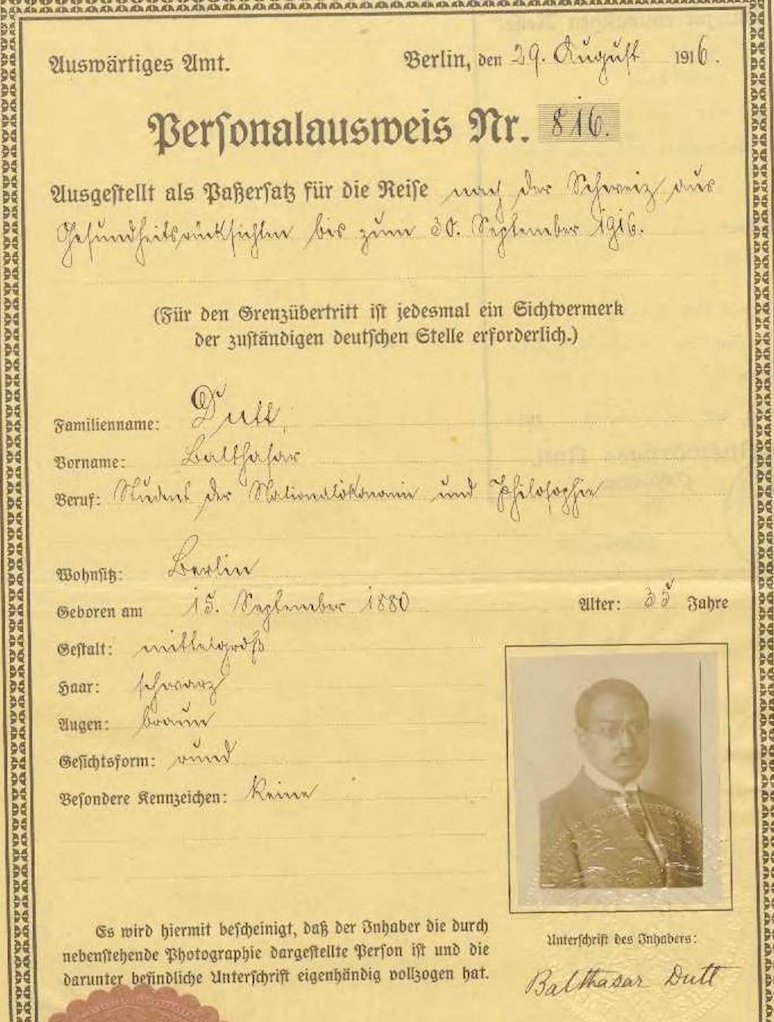 Auswärtiges Amt. Berlin, den 29. August 1916.
Personalausweis Nr. 816.
Ausgestellt als Paßersatz für die Reise nach der Schweiz aus
Gesundheitsrücksichten bis zum 30. September 1916.
(Für den Grenzübertritt ist jedesmal ein Sichtvermerk
der zuständigen deutschen Stelle erforderlich.)
Familienname: Dutt,
Vorname: Balthasar
Beruf: Student der Nationalökonomie und Philosophie
Wohnsitz: Berlin
Geboren am 15. September 1880 Alter: 35 Jahre
Gestalt: mittelgroß
Haar: schwarz
Augen: braun
Gesichtsform: rund
Besondere Kennzeichen: keine
Es wird hiermit bescheinigt, daß der Inhaber die durch
nebenstehende Photographie dargestellte Person ist und die
darunter befindliche Unterschrift eigenhändig vollzogen hat.
Unterschrift des Inhabers:
Balthasar Dutt